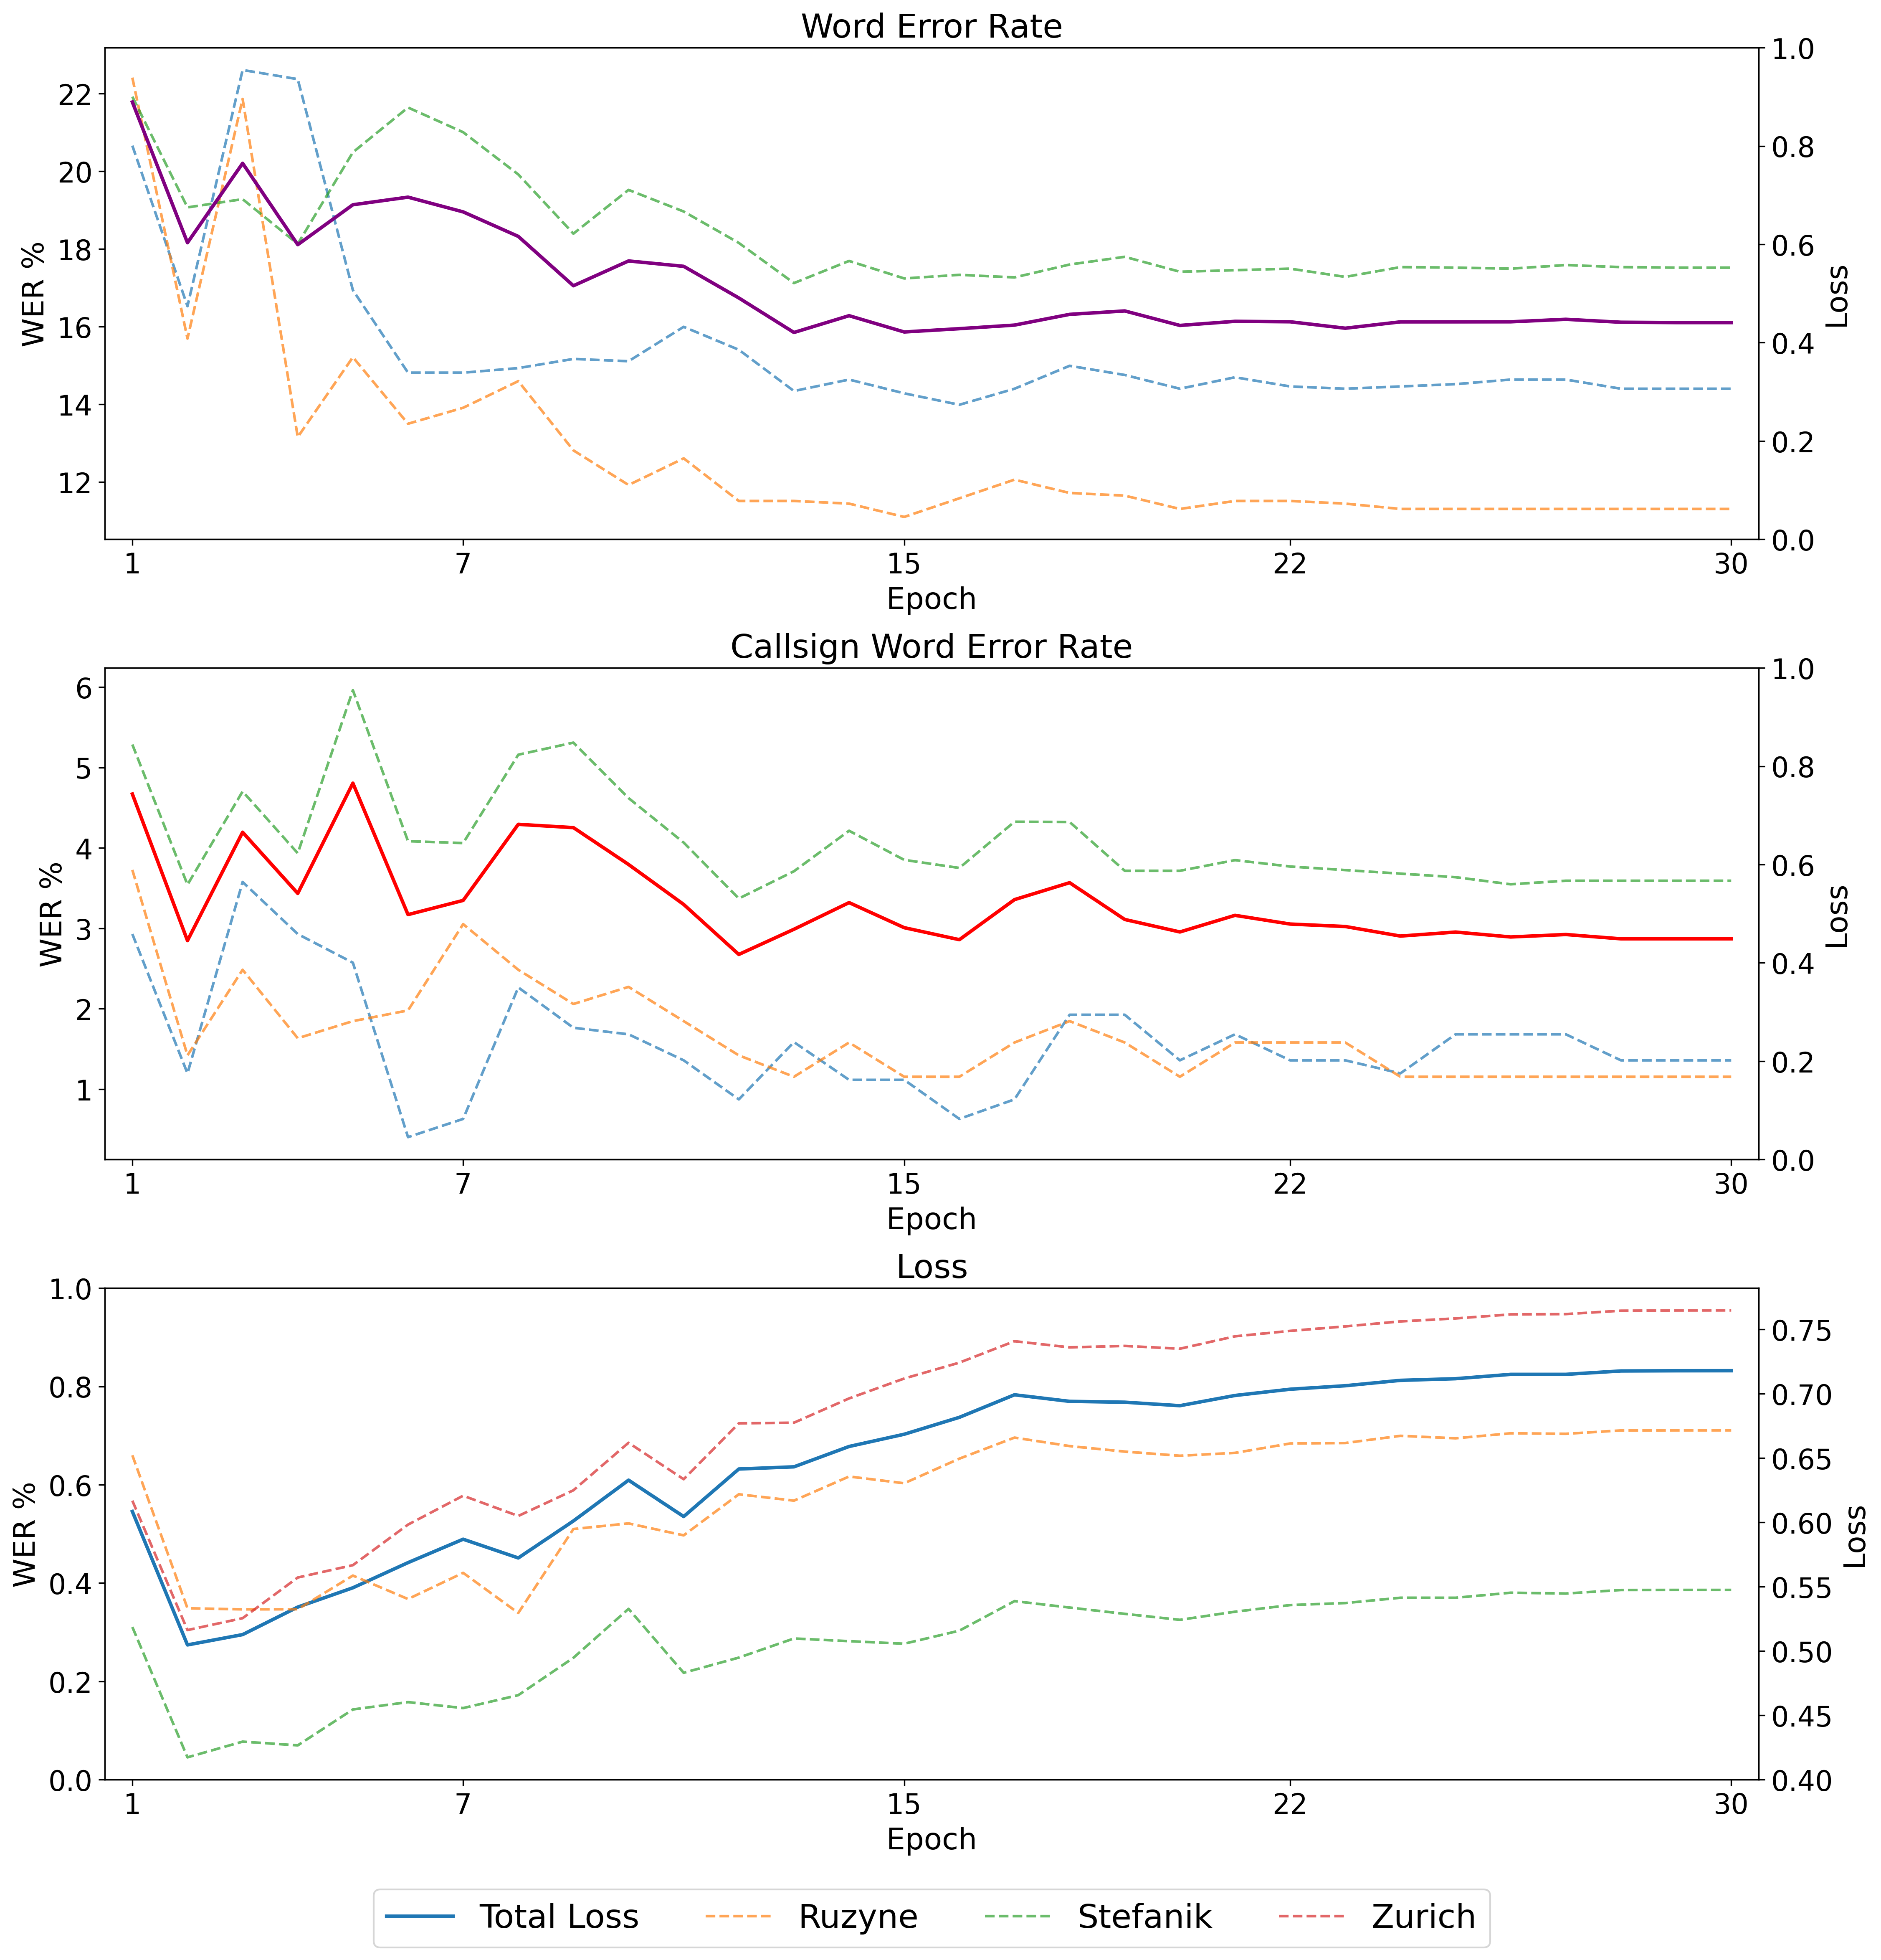 Word Error Rate
22
20
18
16
14
12
WER %
1.0
0.8
0.6
0.4
0.2
0.0
Loss
1 7 15 22 30
Epoch
Callsign Word Error Rate
6
5
4
3
2
1
WER %
1.0
0.8
0.6
0.4
0.2
0.0
Loss
1 7 15 22 30
Epoch
Loss
1.0
0.8
0.6
0.4
0.2
0.0
WER %
0.75
0.70
0.65
0.60
0.55
0.50
0.45
0.40
Loss
1 7 15 22 30
Epoch
Total Loss Ruzyne Stefanik Zurich